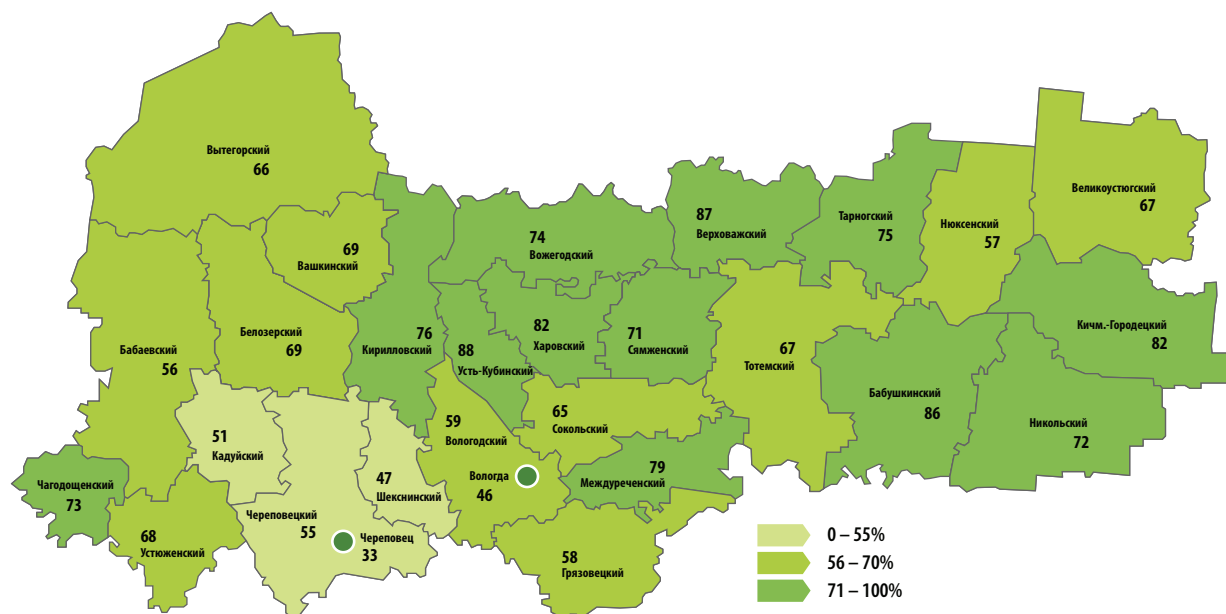 Вытегорский
66
Великоустюгский
67
87
Верховажский
Тарногский
75
Нюксенский
57
74
Вожегодский
69
Вашкинский
Белозерский
69
76
Кирилловский
88
Усть-Кубинский
82
Харовский
71
Сямженский
67
Тотемский
Кичм.-Городецкий
82
Бабаевский
56
Бабушкинский
86
Никольский
72
51
Кадуйский
59
Вологодский
65
Сокольский
47
Шекснинский
Вологда
46
79
Междуреченский
Чагодощенский
73
68
Устюженский
Череповецкий
55
Череповец
33
58
Грязовецкий
0 – 55%
56 – 70%
71 – 100%